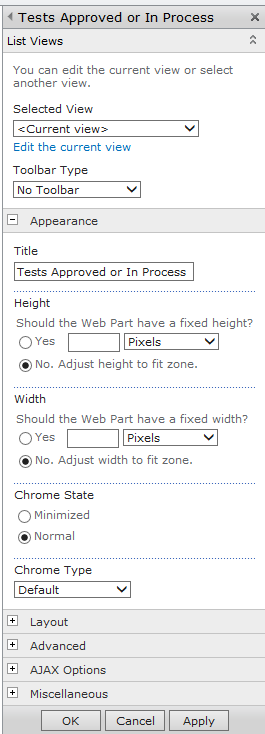 Tests Approved or In Process
List Views
You can edit the current view or select
another view.
Selected View
<Current view>
Edit the current view
Toolbar Type
No Toolbar
Appearance
Title
Tests Approved or In Process
Height
Should the Web Part have a fixed height?
Yes Pixels
No. Adjust height to fit zone.
Width
Should the Web Part have a fixed width?
Yes Pixels
No. Adjust width to fit zone.
Chrome State
Minimized
Normal
Chrome Type
Default
Layout
Advanced
AJAX Options
Miscellaneous
OK Cancel Apply